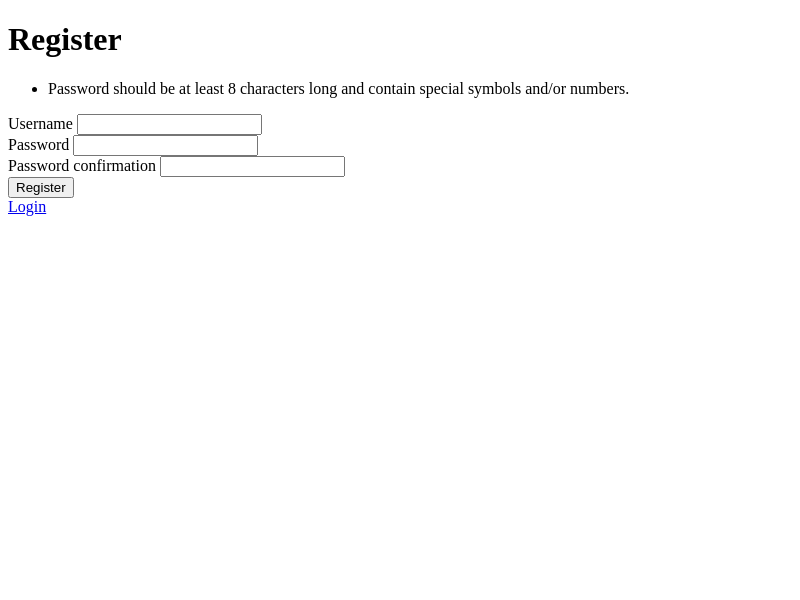 Register
Password should be at least 8 characters long and contain special symbols and/or numbers.
Username
Password
Password confirmation
Register
Login